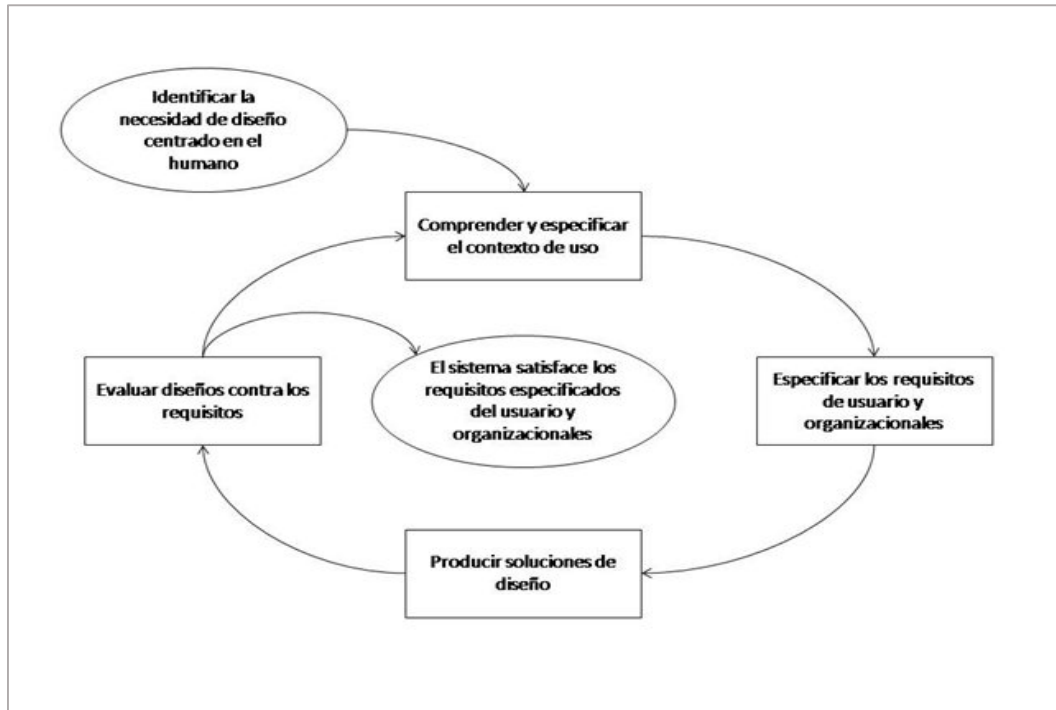 Identificar la
necesidad de diseño
centrado en el
humano
Comprender y especificar
el contexto de uso
Evaluar diseños contra los
requisitos
El sistema satisface los
requisitos especificados
del usuario y
organizacionales
Especificar los requisitos
de usuario y
organizacionales
Producir soluciones de
diseño